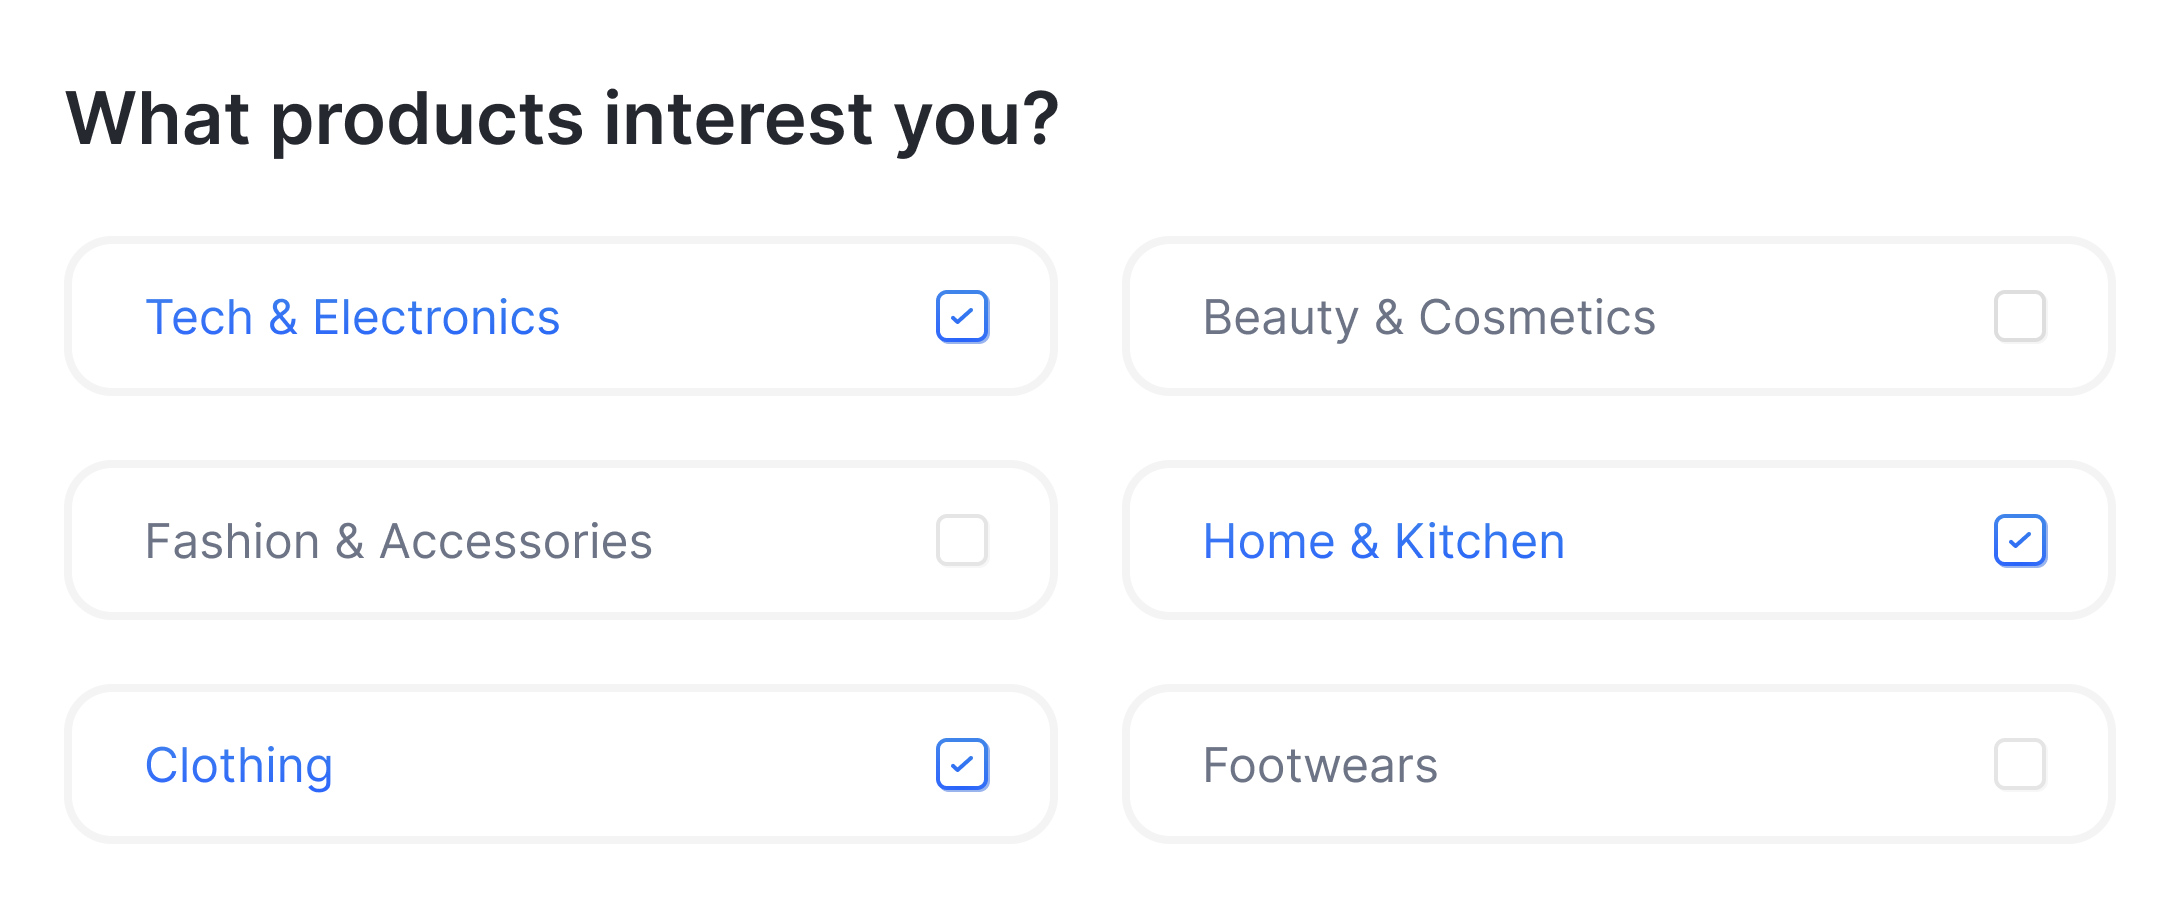 What products interest you?
Tech & Electronics
Beauty & Cosmetics
Fashion & Accessories
Home & Kitchen
Clothing
Footwears